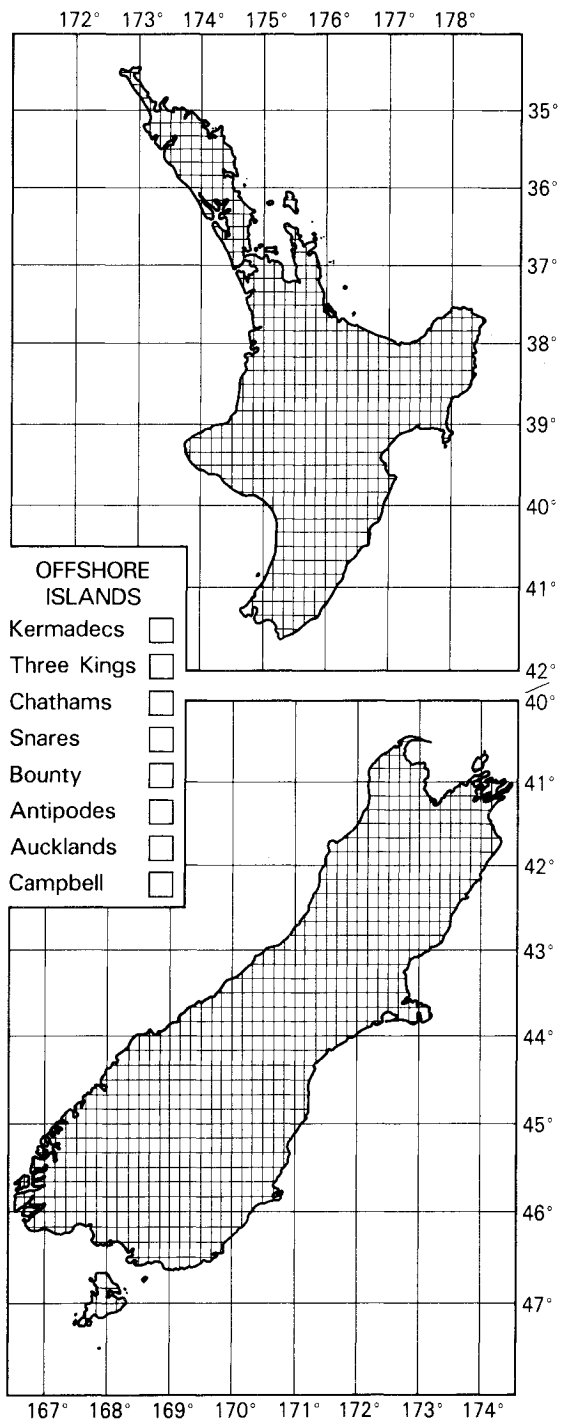 172° 173° 174° 175° 176° 177° 178°
35°
36°
37°
38°
39°
40°
41°
42°
OFFSHORE
ISLANDS
Kermadecs
Three Kings
Chathams
Snares
Bounty
Antipodes
Aucklands
Campbell
40°
41°
42°
43°
44°
45°
46°
47°
167° 168° 169° 170° 171° 172° 173° 174°